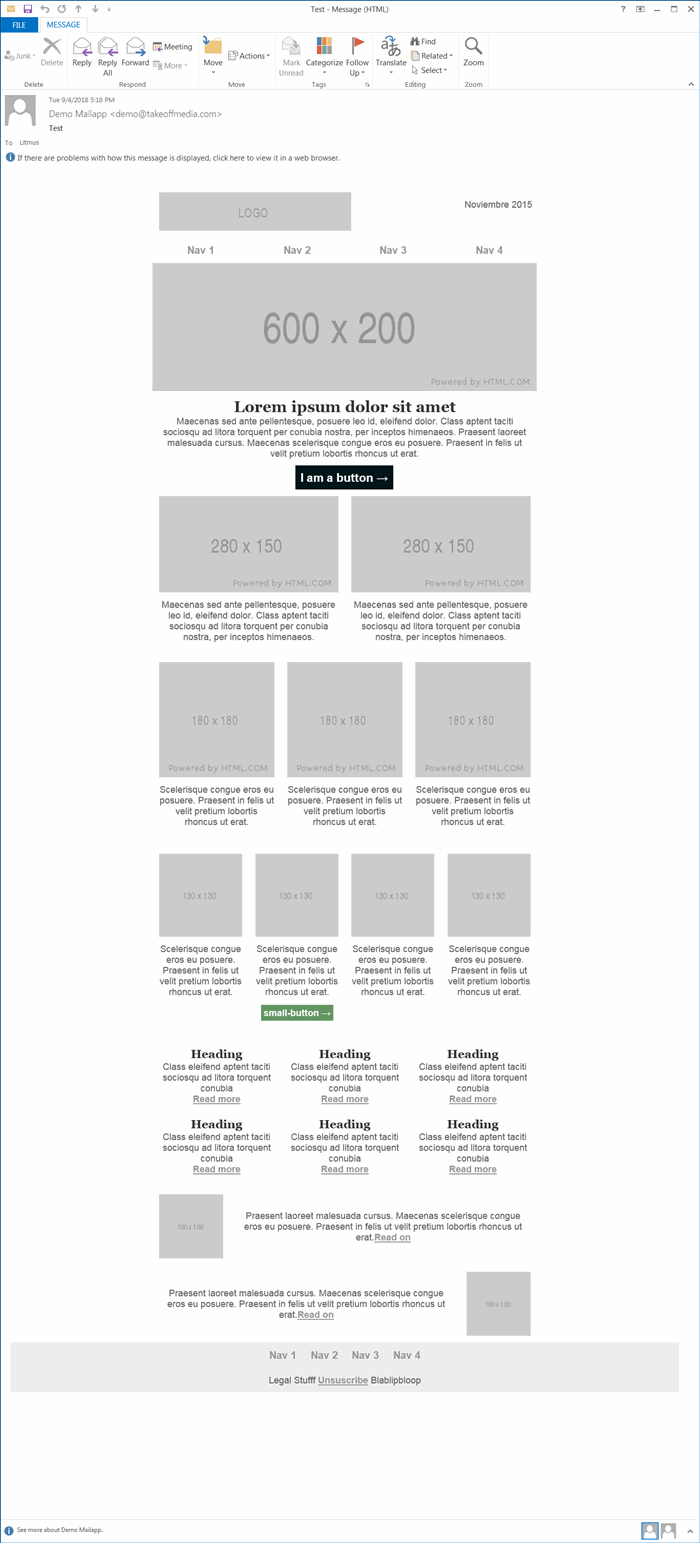 Test - Message (HTML)
?
FILE
MESSAGE
Junk
Delete
Reply
Reply All
Forward
Meeting
More
Move
Actions
Mark Unread
Categorize
Follow Up
Translate
Find
Related
Select
Zoom
Delete
Respond
Move
Tags
Editing
Zoom
Tue 9/4/2018 5:18 PM
Demo Mailapp <demo@takeoffmedia.com>
Test
To Litmus
If there are problems with how this message is displayed, click here to view it in a web browser.
LOGO
Noviembre 2015
Nav 1 Nav 2 Nav 3 Nav 4
600 x 200
Powered by HTML.COM
Lorem ipsum dolor sit amet
Maecenas sed ante pellentesque, posuere leo id, eleifend dolor. Class aptent taciti
sociosqu ad litora torquent per conubia nostra, per inceptos himenaeos. Praesent laoreet
malesuada cursus. Maecenas scelerisque congue eros eu posuere. Praesent in felis ut
velit pretium lobortis rhoncus ut erat.
I am a button →
280 x 150
Powered by HTML.COM
280 x 150
Powered by HTML.COM
Maecenas sed ante pellentesque, posuere
leo id, eleifend dolor. Class aptent taciti
sociosqu ad litora torquent per conubia
nostra, per inceptos himenaeos.
Maecenas sed ante pellentesque, posuere
leo id, eleifend dolor. Class aptent taciti
sociosqu ad litora torquent per conubia
nostra, per inceptos himenaeos.
180 x 180
Powered by HTML.COM
180 x 180
Powered by HTML.COM
180 x 180
Powered by HTML.COM
Scelerisque congue eros eu
posuere. Praesent in felis ut
velit pretium lobortis
rhoncus ut erat.
Scelerisque congue eros eu
posuere. Praesent in felis ut
velit pretium lobortis
rhoncus ut erat.
Scelerisque congue eros eu
posuere. Praesent in felis ut
velit pretium lobortis
rhoncus ut erat.
130 x 130
130 x 130
130 x 130
130 x 130
Scelerisque congue
eros eu posuere.
Praesent in felis ut
velit pretium lobortis
rhoncus ut erat.
Scelerisque congue
eros eu posuere.
Praesent in felis ut
velit pretium lobortis
rhoncus ut erat.
small-button →
Scelerisque congue
eros eu posuere.
Praesent in felis ut
velit pretium lobortis
rhoncus ut erat.
Scelerisque congue
eros eu posuere.
Praesent in felis ut
velit pretium lobortis
rhoncus ut erat.
Heading
Class eleifend aptent taciti
sociosqu ad litora torquent
conubia
Read more
Heading
Class eleifend aptent taciti
sociosqu ad litora torquent
conubia
Read more
Heading
Class eleifend aptent taciti
sociosqu ad litora torquent
conubia
Read more
Heading
Class eleifend aptent taciti
sociosqu ad litora torquent
conubia
Read more
Heading
Class eleifend aptent taciti
sociosqu ad litora torquent
conubia
Read more
Heading
Class eleifend aptent taciti
sociosqu ad litora torquent
conubia
Read more
100 x 100
Praesent laoreet malesuada cursus. Maecenas scelerisque congue
eros eu posuere. Praesent in felis ut velit pretium lobortis rhoncus ut
erat.Read on
Praesent laoreet malesuada cursus. Maecenas scelerisque congue
eros eu posuere. Praesent in felis ut velit pretium lobortis rhoncus ut
erat.Read on
100 x 100
Nav 1 Nav 2 Nav 3 Nav 4
Legal Stufff Unsuscribe Blablipbloop
See more about Demo Mailapp.